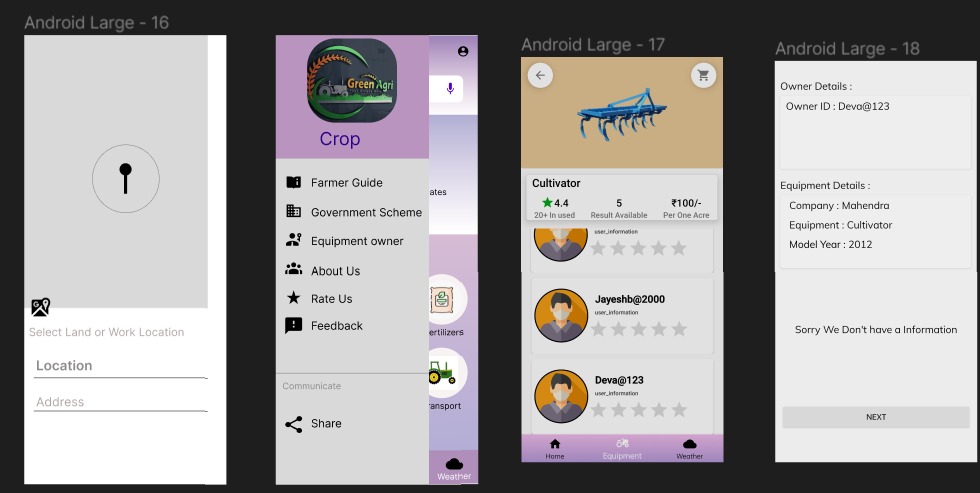 Android Large - 16
Select Land or Work Location
Location
Address
Green Agri
Crop
Farmer Guide
Government Scheme
Equipment owner
About Us
Rate Us
Feedback
Communicate
Share
ates
ertilizers
ransport
Weather
Android Large - 17
Cultivator
4.4 5 ₹100/-
20+ In used Result Available Per One Acre
user_information
Jayeshb@2000
user_information
Deva@123
user_information
Home Equipment Weather
Android Large - 18
Owner Details :
Owner ID : Deva@123
Equipment Details :
Company : Mahendra
Equipment : Cultivator
Model Year : 2012
Sorry We Don't have a Information
NEXT